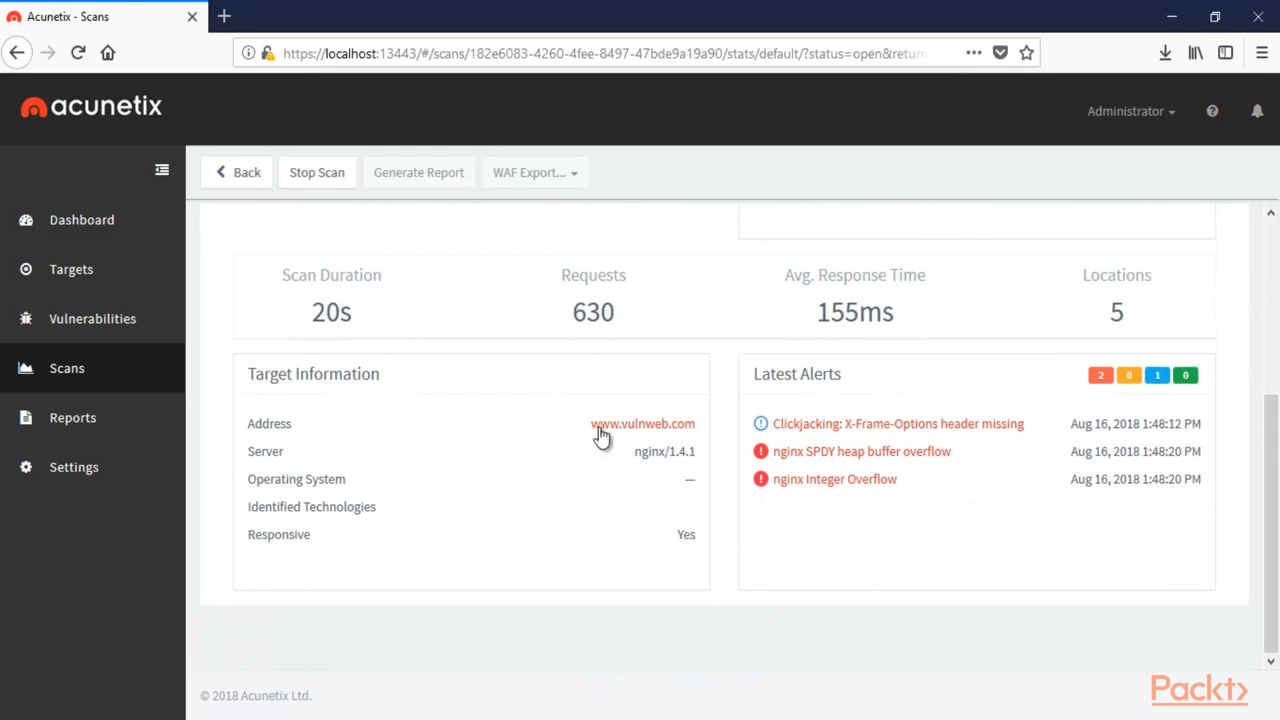 Acunetix - Scans
https://localhost:13443/#/scans/182e6083-4260-4fee-8497-47bde9a19a90/stats/default/?status=open&return
acunetix
Administrator
Back
Stop Scan
Generate Report
WAF Export...
Dashboard
Targets
Vulnerabilities
Scans
Reports
Settings
Scan Duration
Requests
Avg. Response Time
Locations
20s
630
155ms
5
Target Information
Address
www.vulnweb.com
Server
nginx/1.4.1
Operating System
—
Identified Technologies
Responsive
Yes
Latest Alerts
2 0 1 0
Clickjacking: X-Frame-Options header missing
Aug 16, 2018 1:48:12 PM
nginx SPDY heap buffer overflow
Aug 16, 2018 1:48:20 PM
nginx Integer Overflow
Aug 16, 2018 1:48:20 PM
© 2018 Acunetix Ltd.
Packt>